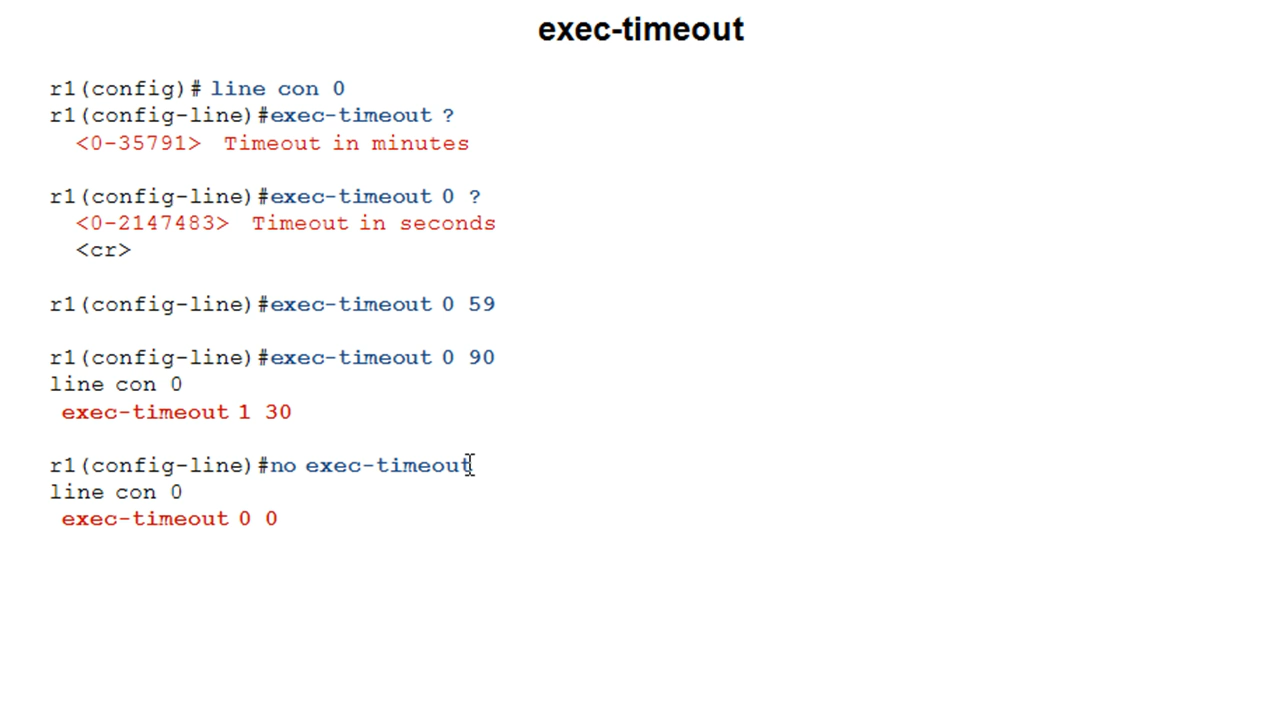 exec-timeout
r1(config)# line con 0
r1(config-line)#exec-timeout ?
<0-35791> Timeout in minutes
r1(config-line)#exec-timeout 0 ?
<0-2147483> Timeout in seconds
<cr>
r1(config-line)#exec-timeout 0 59
r1(config-line)#exec-timeout 0 90
line con 0
exec-timeout 1 30
r1(config-line)#no exec-timeout
line con 0
exec-timeout 0 0